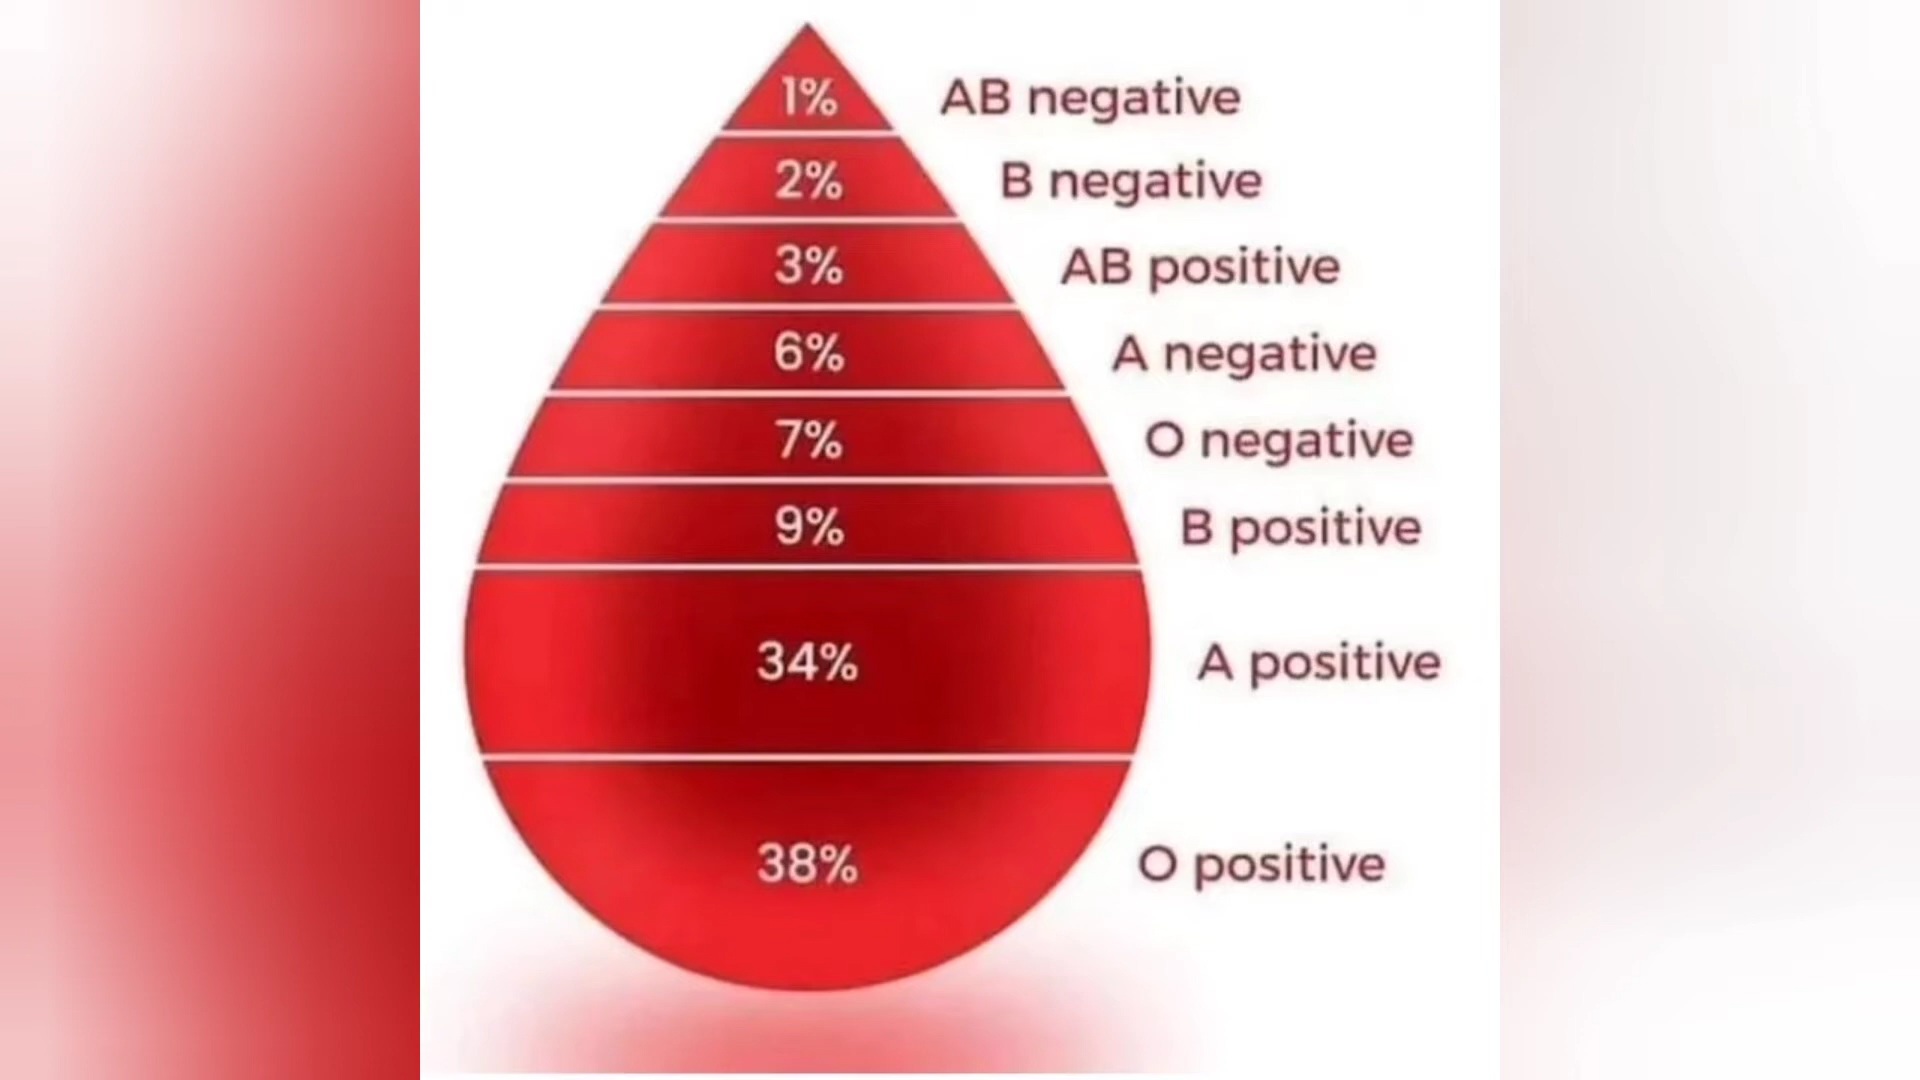 1% AB negative
2% B negative
3% AB positive
6% A negative
7% O negative
9% B positive
34% A positive
38% O positive